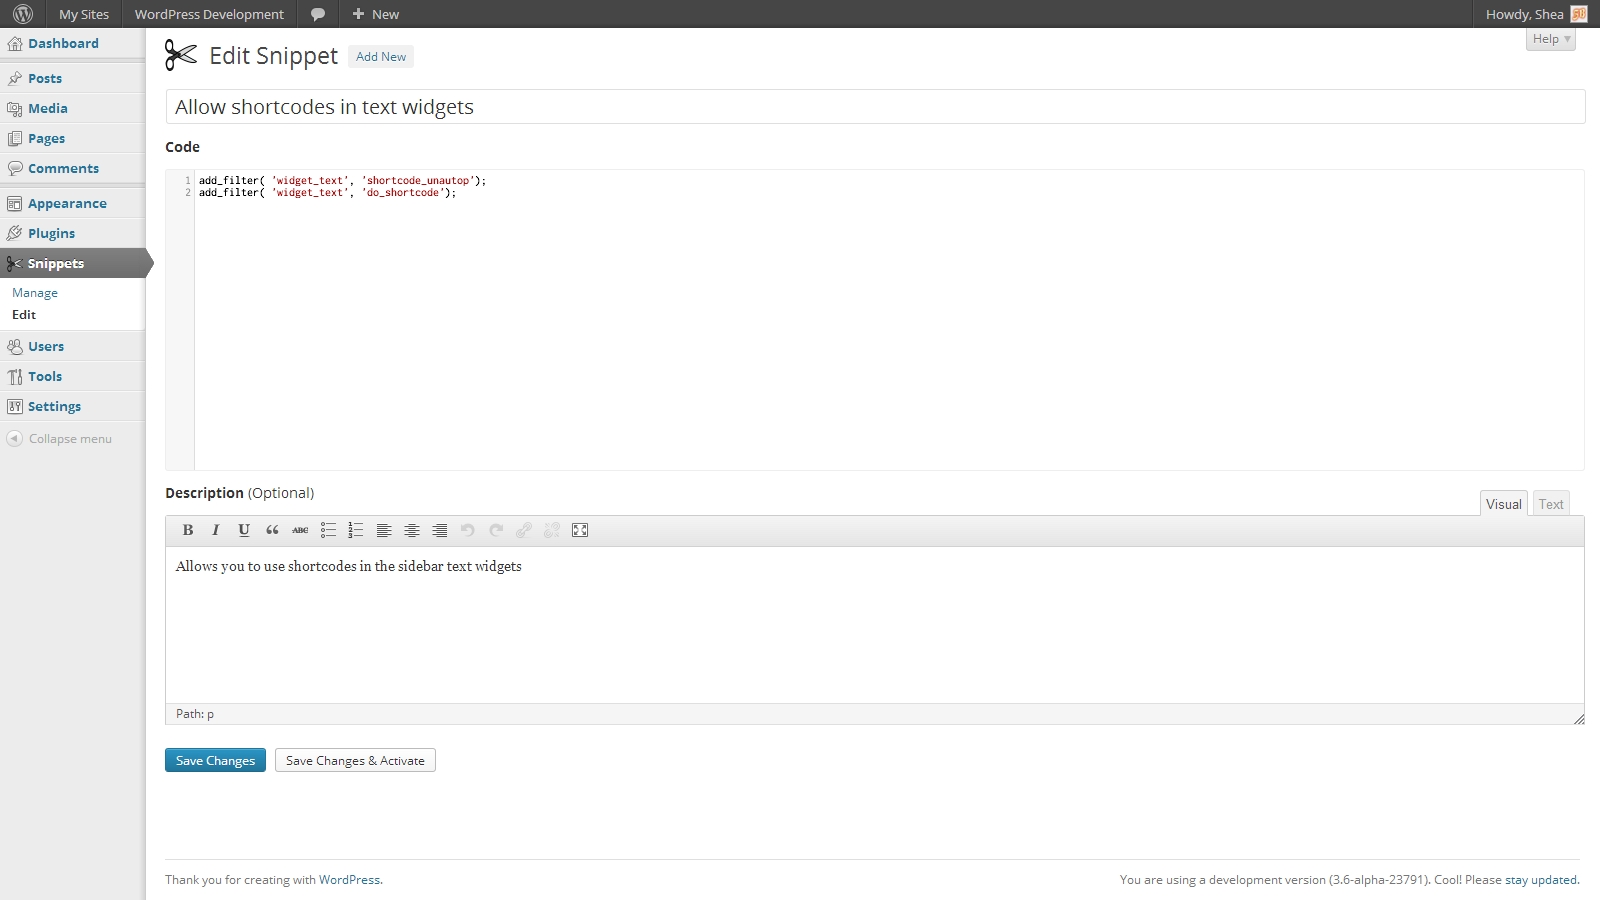 My Sites WordPress Development + New Howdy, Shea
Dashboard
Posts
Media
Pages
Comments
Appearance
Plugins
Snippets
Manage
Edit
Users
Tools
Settings
Collapse menu
Help
Edit Snippet Add New
Allow shortcodes in text widgets
Code
1 add_filter( 'widget_text', 'shortcode_unautop');
2 add_filter( 'widget_text', 'do_shortcode');
Description (Optional)
Visual Text
B I U “ ABC
Allows you to use shortcodes in the sidebar text widgets
Path: p
Save Changes Save Changes & Activate
Thank you for creating with WordPress. You are using a development version (3.6-alpha-23791). Cool! Please stay updated.